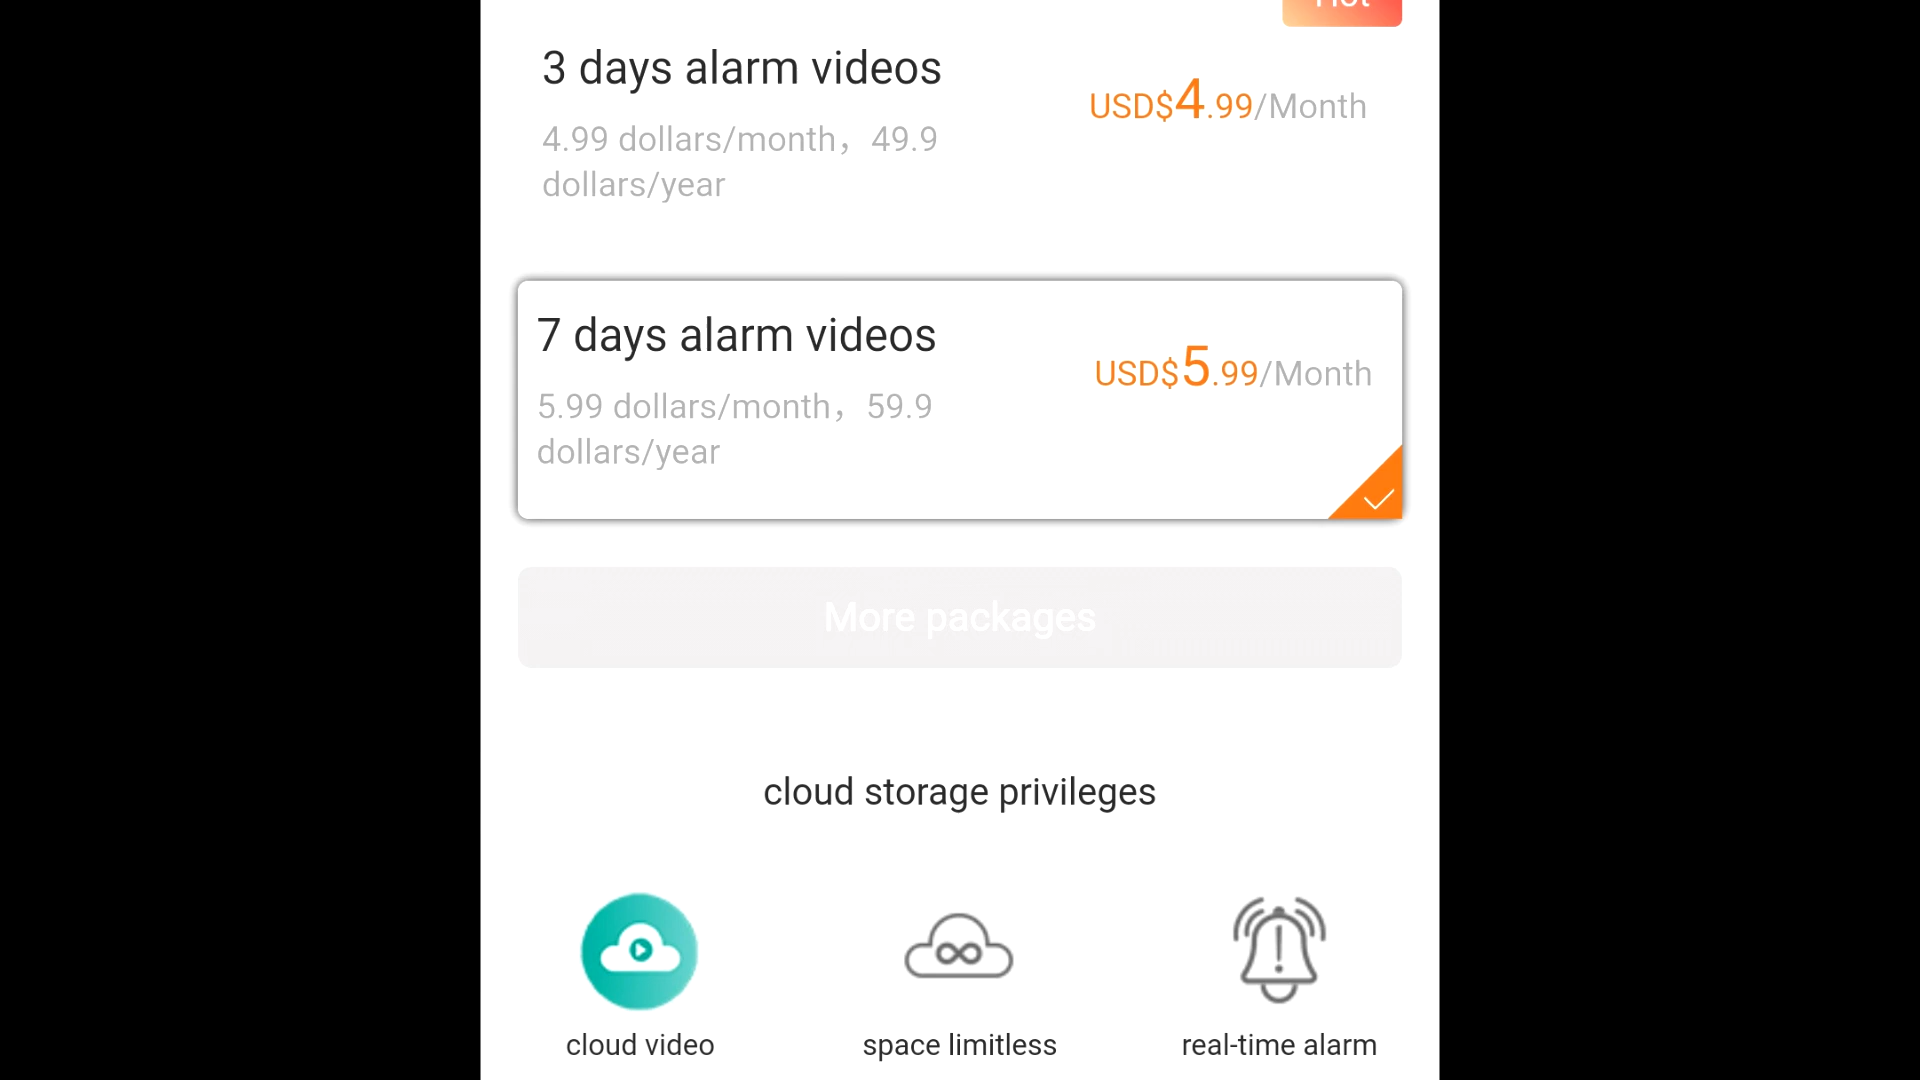 Hot
3 days alarm videos
USD$4.99/Month
4.99 dollars/month，49.9
dollars/year
7 days alarm videos
USD$5.99/Month
5.99 dollars/month，59.9
dollars/year
More packages
cloud storage privileges
cloud video
space limitless
real-time alarm